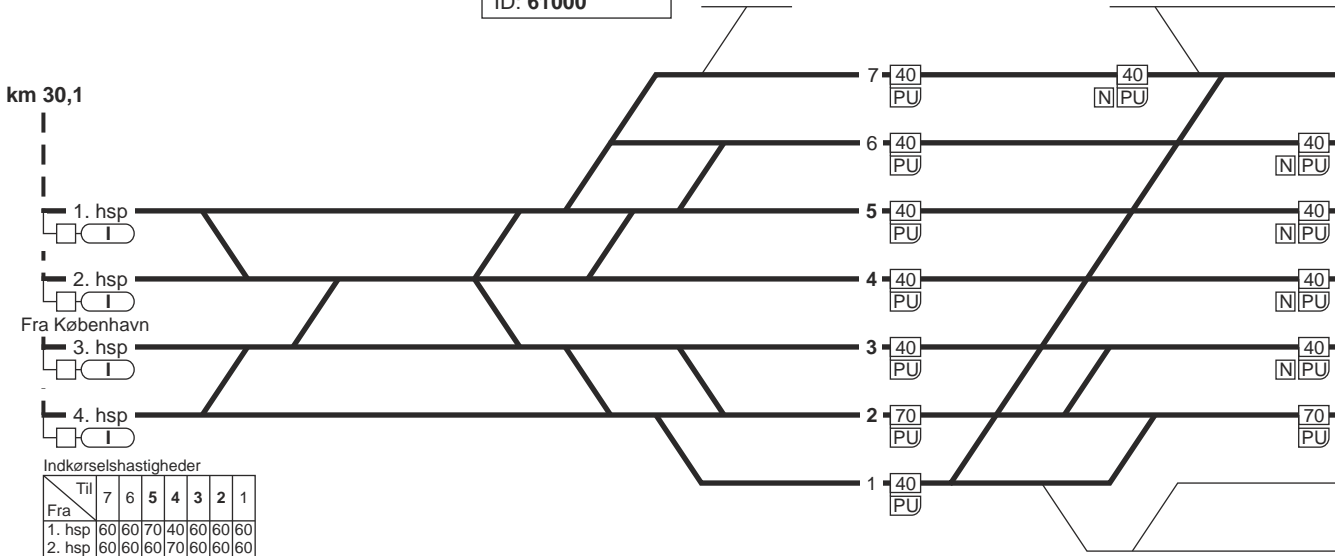 ID: 61000
7 40 40
PU N PU
km 30,1
6 40 40
PU N PU
1. hsp 5 40 40
I PU N PU
2. hsp 4 40 40
I PU N PU
Fra København
3. hsp 3 40 40
I PU N PU
4. hsp 2 70 70
I PU PU
Indkørselshastigheder
1 40
PU
Til 7 6 5 4 3 2 1
Fra
1. hsp 60 60 70 40 60 60 60
2. hsp 60 60 60 70 60 60 60